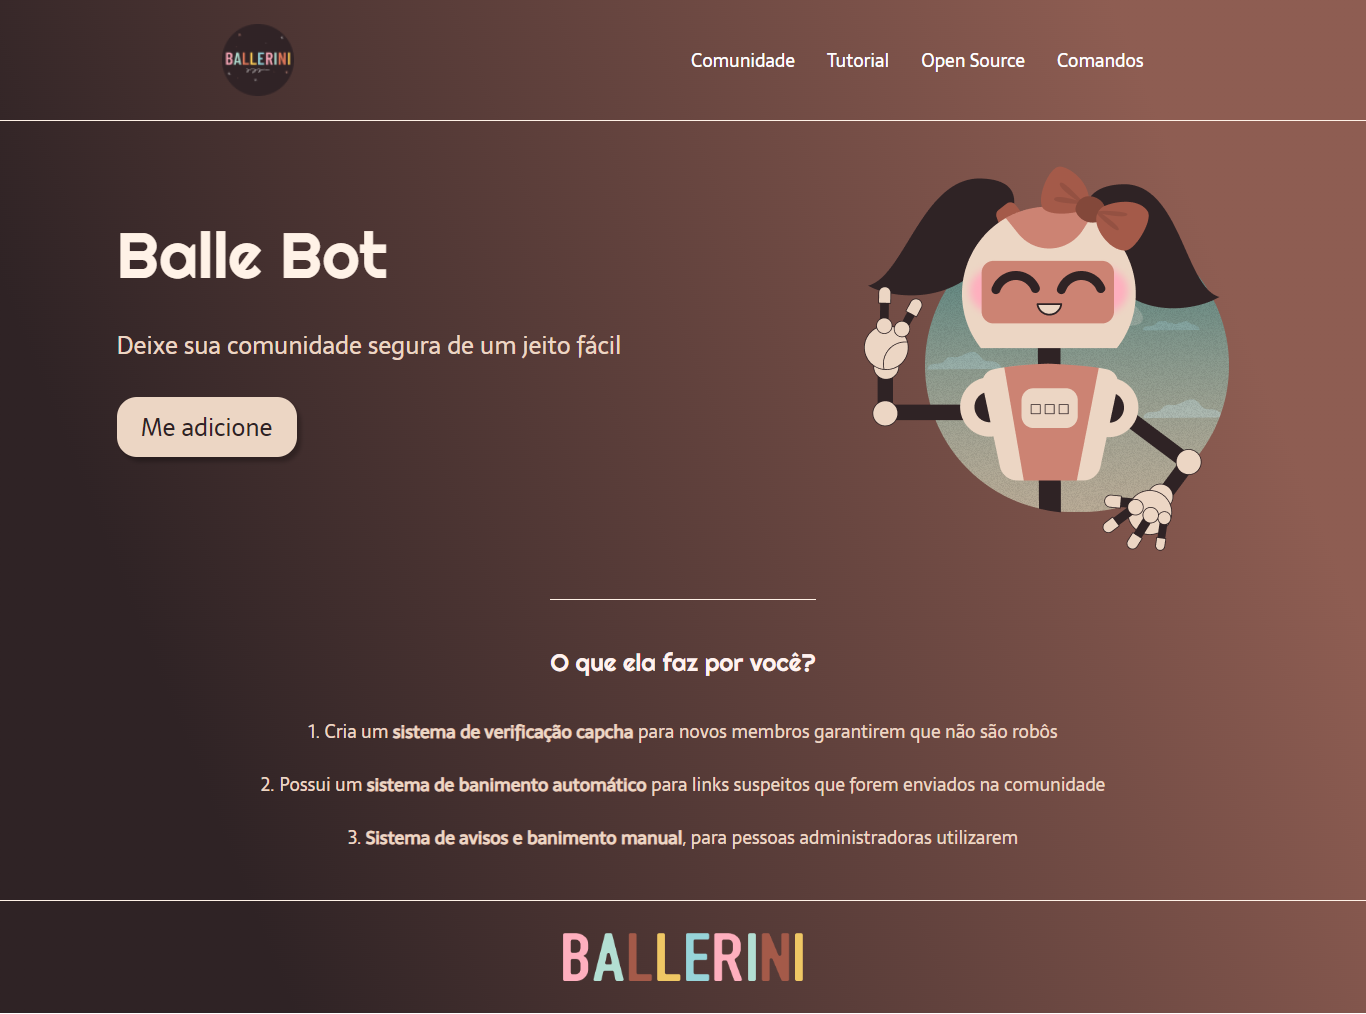 BALLERINI
Comunidade Tutorial Open Source Comandos
Balle Bot
Deixe sua comunidade segura de um jeito fácil
Me adicione
O que ela faz por você?
1. Cria um sistema de verificação capcha para novos membros garantirem que não são robôs
2. Possui um sistema de banimento automático para links suspeitos que forem enviados na comunidade
3. Sistema de avisos e banimento manual, para pessoas administradoras utilizarem
BALLERINI